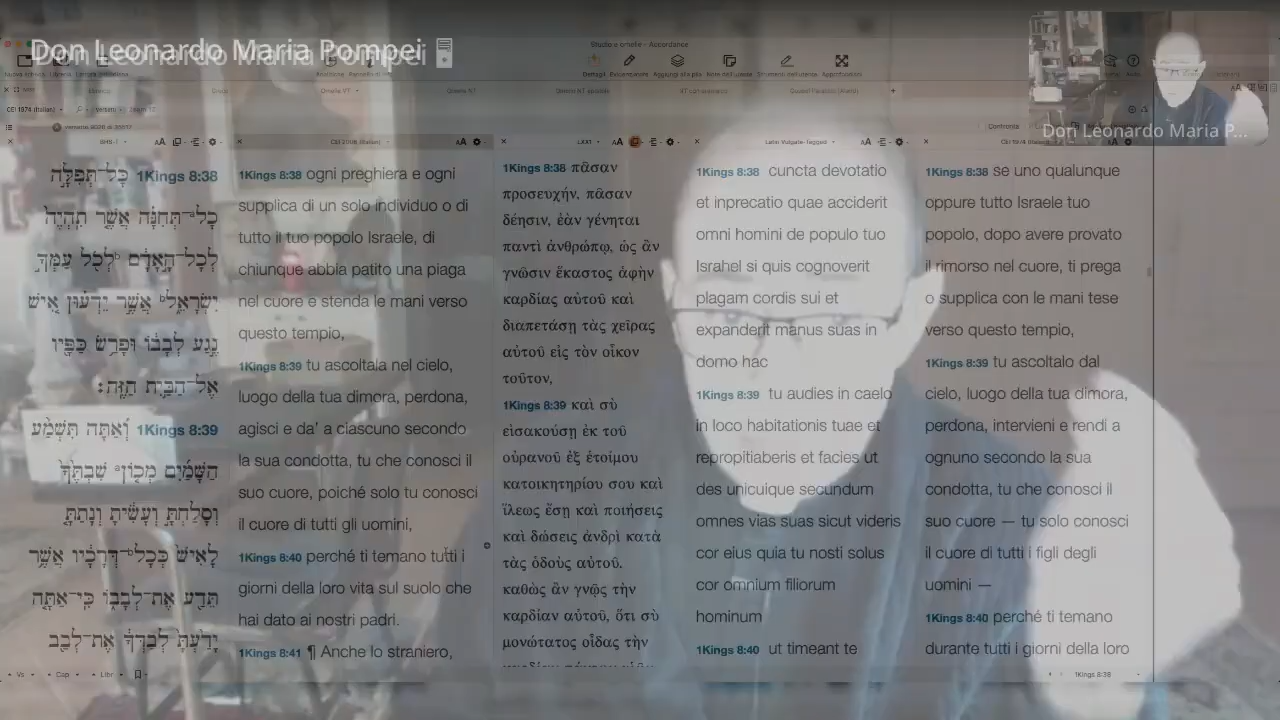 Don Leonardo Maria Pompei
Studio e omelie - Accordance
Don Leonardo Maria P...
CEI 2008 (Italian)
LXX1
Latin Vulgate- tagged
1Kings 8:38 כָּל־תְּפִלָּ֣ה
כָל־תְּחִנָּ֗ה אֲשֶׁ֤ר תִֽהְיֶה֙
לְכָל־הָ֣אָדָ֔ם לְכֹ֖ל עַמְּךָ֣
יִשְׂרָאֵ֑ל אֲשֶׁ֣ר יֵדְע֗וּן אִ֚ישׁ
נֶ֣גַע לְבָב֔וֹ וּפָרַ֥שׂ כַּפָּ֖יו
אֶל־הַבַּ֥יִת הַזֶּֽה׃
1Kings 8:39 וְ֠אַתָּה תִּשְׁמַ֨ע
הַשָּׁמַ֜יִם מְכ֤וֹן שִׁבְתֶּ֙ךָ֙
וְסָלַחְתָּ֣ וְעָשִׂ֔יתָ וְנָתַתָּ֤
לָאִישׁ֙ כְּכָל־דְּרָכָ֔יו אֲשֶׁ֥ר
תֵּדַ֖ע אֶת־לְבָב֑וֹ כִּֽי־אַתָּ֤ה
יָדַ֙עְתָּ֙ לְבַדְּךָ֔ אֶת־לְבַ֖ב
1Kings 8:38 ogni preghiera e ogni
supplica di un solo individuo o di
tutto il tuo popolo Israele, di
chiunque abbia patito una piaga
nel cuore e stenda le mani verso
questo tempio,
1Kings 8:39 tu ascoltala nel cielo,
luogo della tua dimora, perdona,
agisci e da' a ciascuno secondo
la sua condotta, tu che conosci il
suo cuore, poiché solo tu conosci
il cuore di tutti gli uomini,
1Kings 8:40 perché ti temano tutti i
giorni della loro vita sul suolo che
hai dato ai nostri padri.
1Kings 8:41 ¶ Anche lo straniero,
1Kings 8:38 πᾶσαν
προσευχήν, πᾶσαν
δέησιν, ἐὰν γένηται
παντὶ ἀνθρώπῳ, ὡς ἂν
γνῶσιν ἕκαστος ἁφὴν
καρδίας αὐτοῦ καὶ
διαπετάσῃ τὰς χεῖρας
αὐτοῦ εἰς τὸν οἶκον
τοῦτον,
1Kings 8:39 καὶ σὺ
εἰσακούσῃ ἐκ τοῦ
οὐρανοῦ ἐξ ἑτοίμου
κατοικητηρίου σου καὶ
ἵλεως ἔσῃ καὶ ποιήσεις
καὶ δώσεις ἀνδρὶ κατὰ
τὰς ὁδοὺς αὐτοῦ,
καθὼς ἂν γνῷς τὴν
καρδίαν αὐτοῦ, ὅτι σὺ
μονώτατος οἶδας τὴν
1Kings 8:38 cuncta devotatio
et inprecatio quae acciderit
omni homini de populo tuo
Israhel si quis cognoverit
plagam cordis sui et
expanderit manus suas in
domo hac
1Kings 8:39 tu audies in caelo
in loco habitationis tuae et
repropitiaberis et facies ut
des unicuique secundum
omnes vias suas sicut videris
cor eius quia tu nosti solus
cor omnium filiorum
hominum
1Kings 8:40 ut timeant te
1Kings 8:38 se uno qualunque
oppure tutto Israele tuo
popolo, dopo avere provato
il rimorso nel cuore, ti prega
o supplica con le mani tese
verso questo tempio,
1Kings 8:39 tu ascoltalo dal
cielo, luogo della tua dimora,
perdona, intervieni e rendi a
ognuno secondo la sua
condotta, tu che conosci il
suo cuore — tu solo conosci
il cuore di tutti i figli degli
uomini —
1Kings 8:40 perché ti temano
durante tutti i giorni della loro
Vs Cap Libr
1Kings 8:38